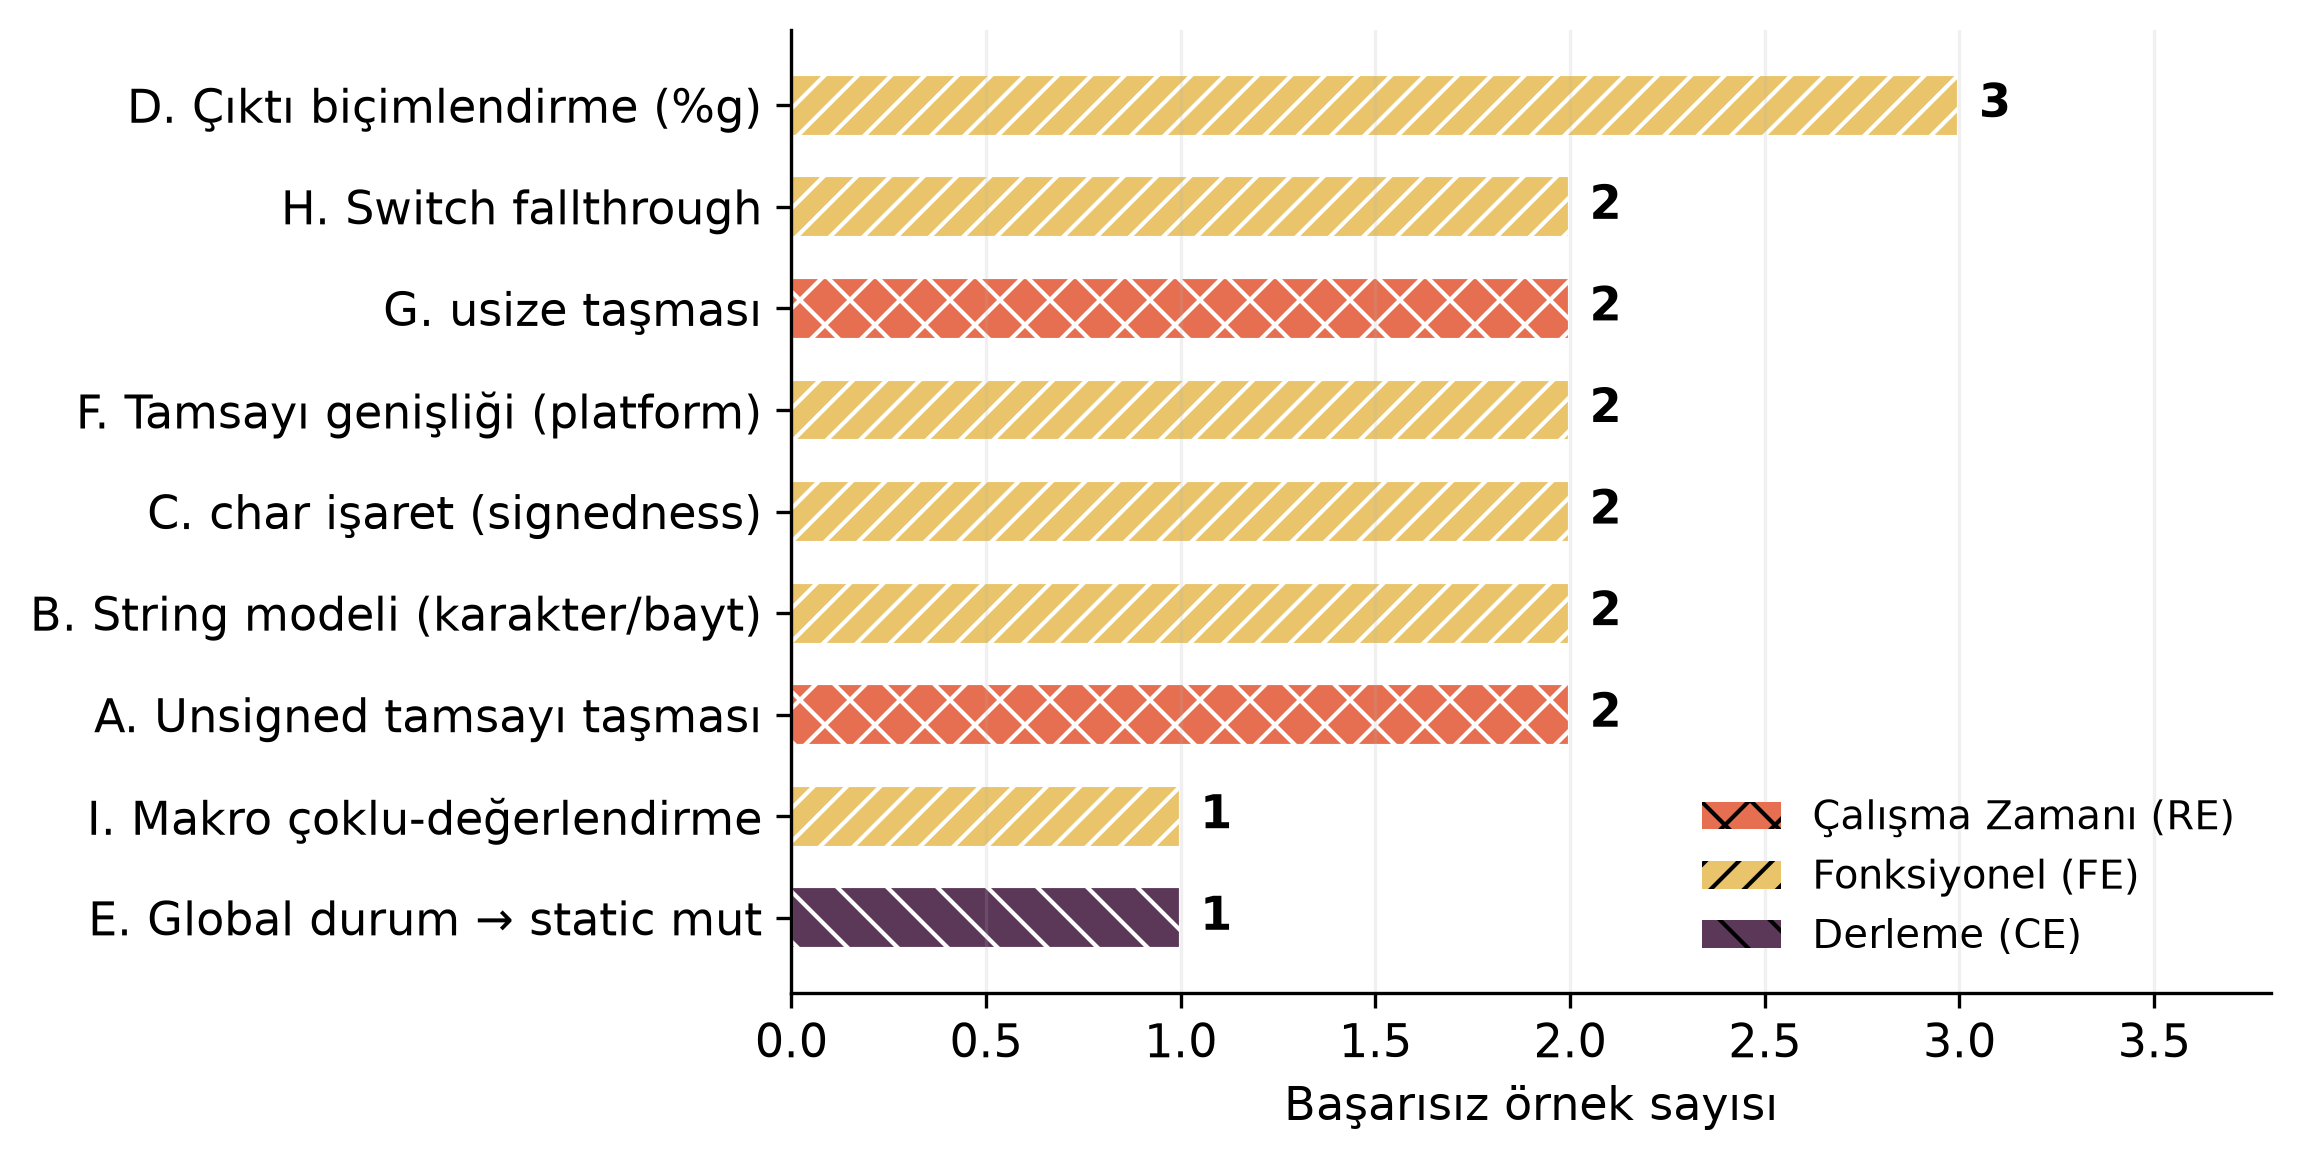 D. Çıktı biçimlendirme (%g)
3
H. Switch fallthrough
2
G. usize taşması
2
F. Tamsayı genişliği (platform)
2
C. char işaret (signedness)
2
B. String modeli (karakter/bayt)
2
A. Unsigned tamsayı taşması
2
I. Makro çoklu-değerlendirme
1
E. Global durum → static mut
1
Çalışma Zamanı (RE)
Fonksiyonel (FE)
Derleme (CE)
0.0 0.5 1.0 1.5 2.0 2.5 3.0 3.5
Başarısız örnek sayısı